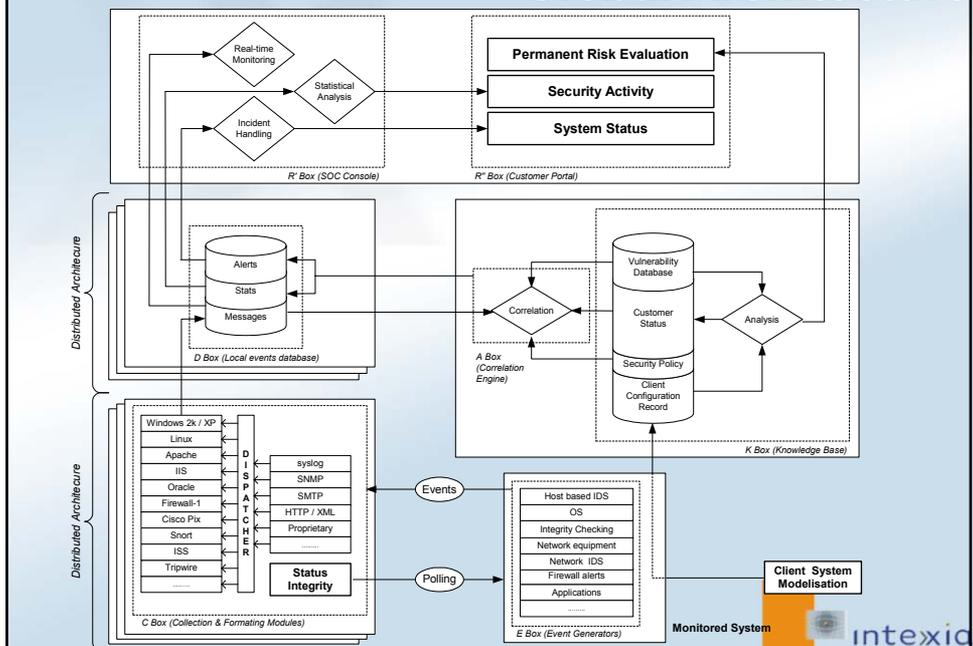 Real-time
Monitoring
Statistical
Analysis
Incident
Handling
R' Box (SOC Console)
Permanent Risk Evaluation
Security Activity
System Status
R" Box (Customer Portal)
Distributed Architecure
Alerts
Stats
Messages
D Box (Local events database)
Correlation
A Box
(Correlation
Engine)
Vulnerability
Database
Customer
Status
Security Policy
Client
Configuration
Record
Analysis
K Box (Knowledge Base)
Distributed Architecure
Windows 2k / XP
Linux
Apache
IIS
Oracle
Firewall-1
Cisco Pix
Snort
ISS
Tripwire
........
DISPATCHER
syslog
SNMP
SMTP
HTTP / XML
Proprietary
........
Status
Integrity
C Box (Collection & Formating Modules)
Events
Polling
Host based IDS
OS
Integrity Checking
Network equipment
Network IDS
Firewall alerts
Applications
........
E Box (Event Generators)
Monitored System
Client System
Modelisation